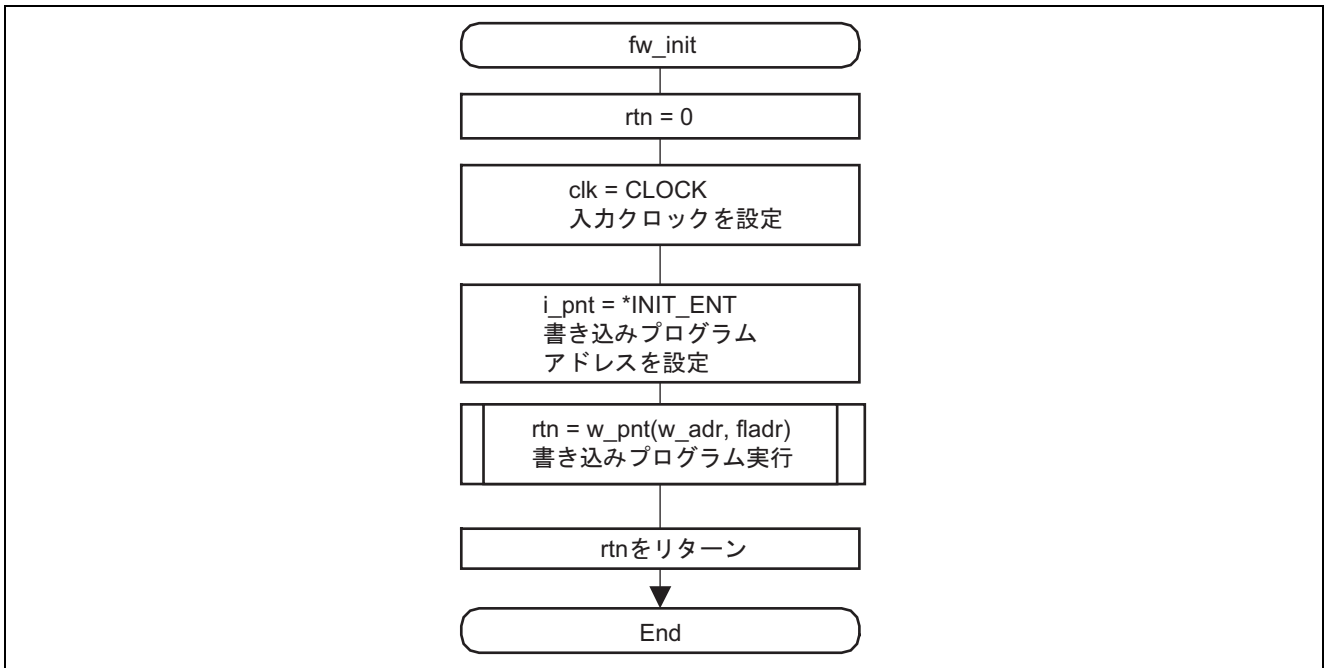 fw_init
rtn = 0
clk = CLOCK
入力クロックを設定
i_pnt = *INIT_ENT
書き込みプログラム
アドレスを設定
rtn = w_pnt(w_adr, fladr)
書き込みプログラム実行
rtnをリターン
End